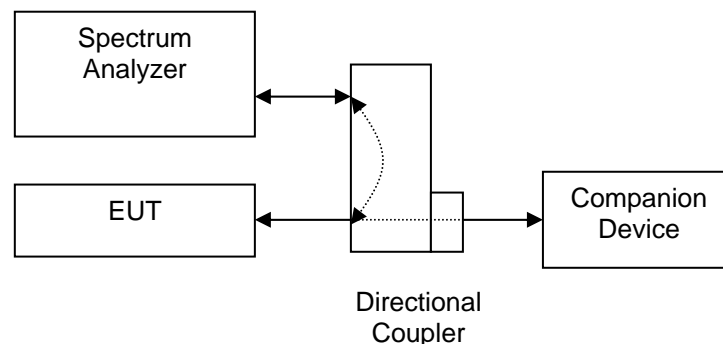 Spectrum
Analyzer
EUT
Companion
Device
Directional
Coupler